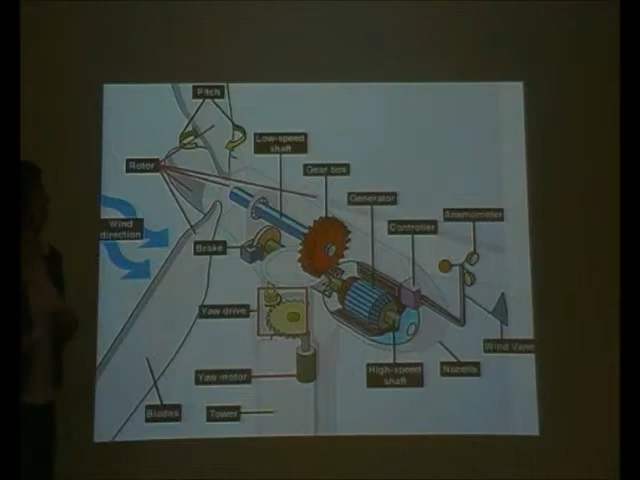 Pitch
Low-speed
shaft
Rotor
Gear box
Generator
Anemometer
Controller
Wind
direction
Brake
Yaw drive
Wind Vane
High-speed
shaft
Nacelle
Yaw motor
Blades
Tower